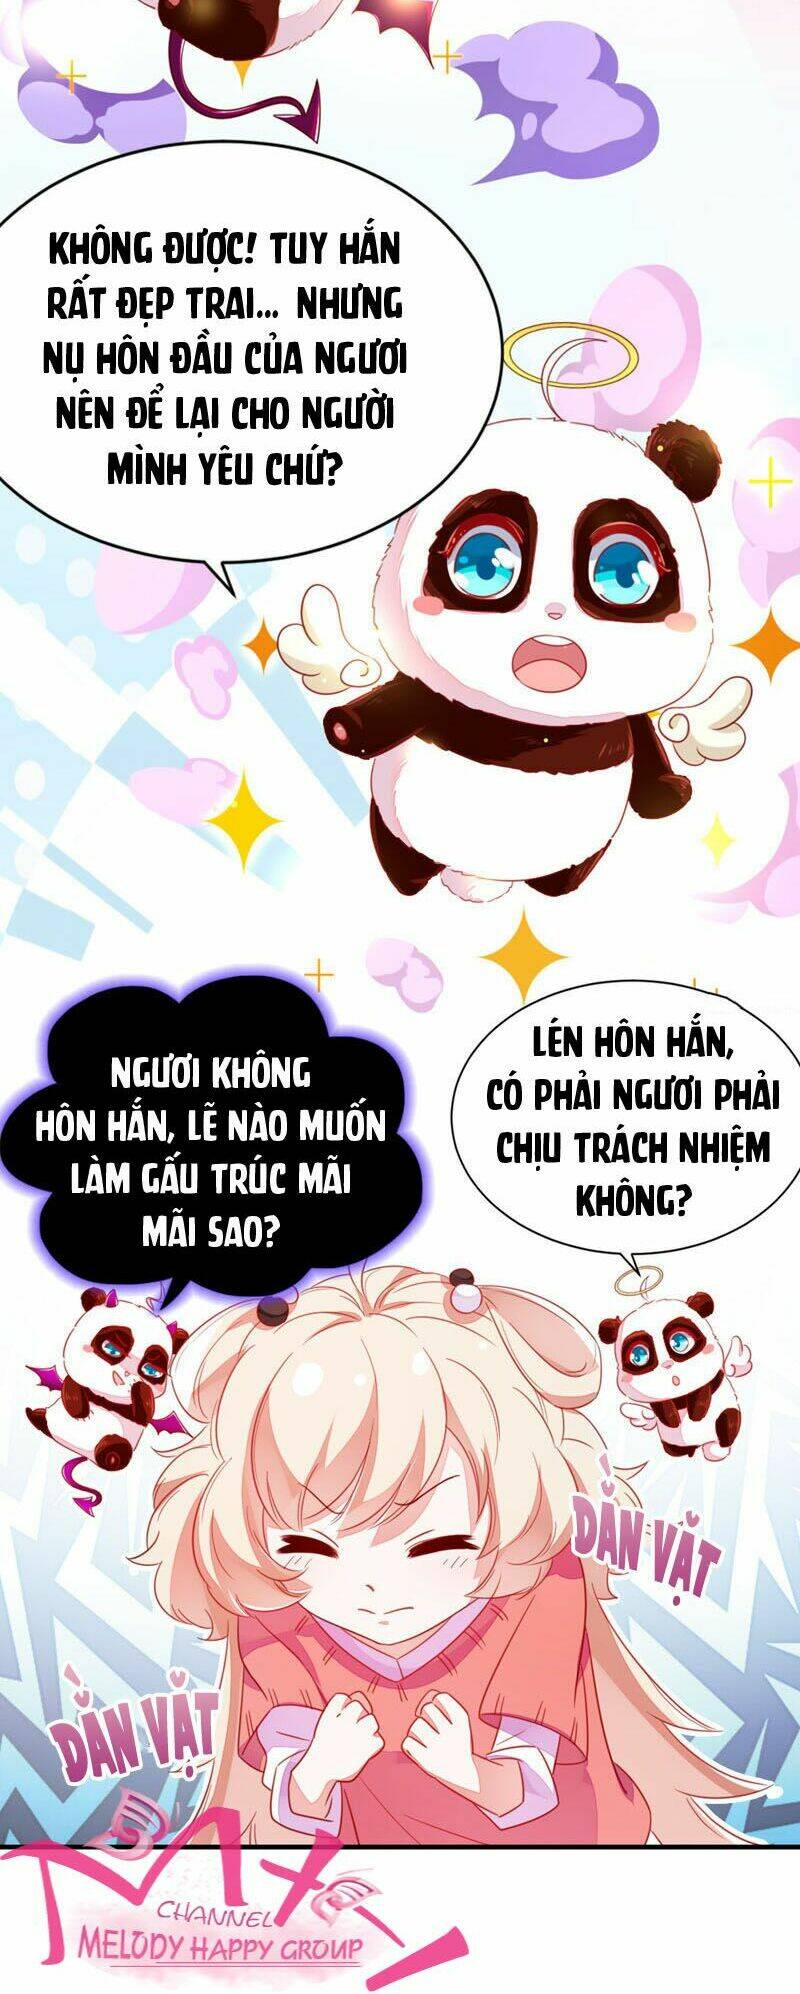 KHÔNG ĐƯỢC! TUY HẮN
RẤT ĐẸP TRAI... NHƯNG
NỤ HÔN ĐẦU CỦA NGƯƠI
NÊN ĐỂ LẠI CHO NGƯỜI
MÌNH YÊU CHỨ?
NGƯƠI KHÔNG
HÔN HẮN, LẼ NÀO MUỐN
LÀM GẤU TRÚC MÃI
MÃI SAO?
LÉN HÔN HẮN,
CÓ PHẢI NGƯƠI PHẢI
CHỊU TRÁCH NHIỆM
KHÔNG?
DẰN VẶT
DẰN VẶT
CHANNEL
MELODY HAPPY GROUP